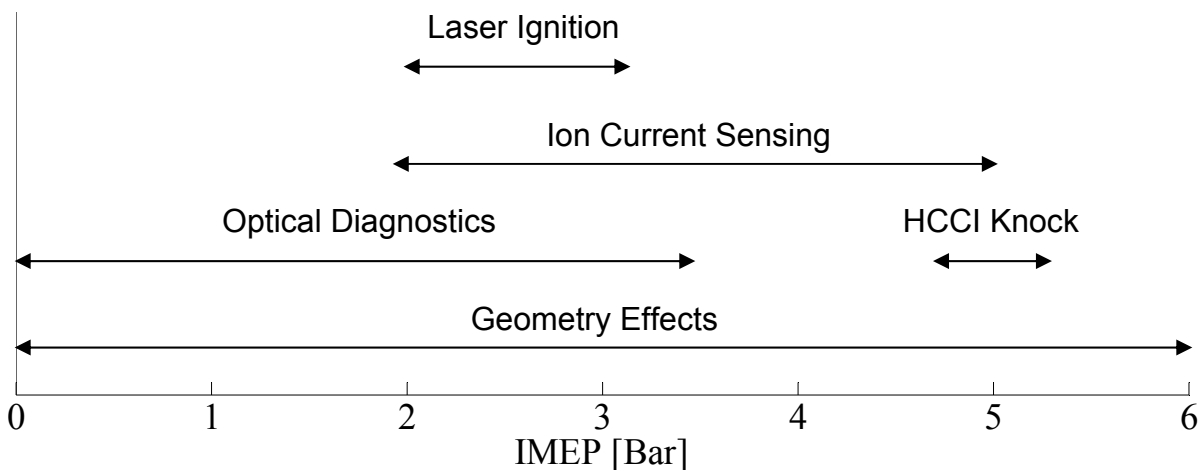 Laser Ignition
Ion Current Sensing
Optical Diagnostics
HCCI Knock
Geometry Effects
0 1 2 3 4 5 6
IMEP [Bar]